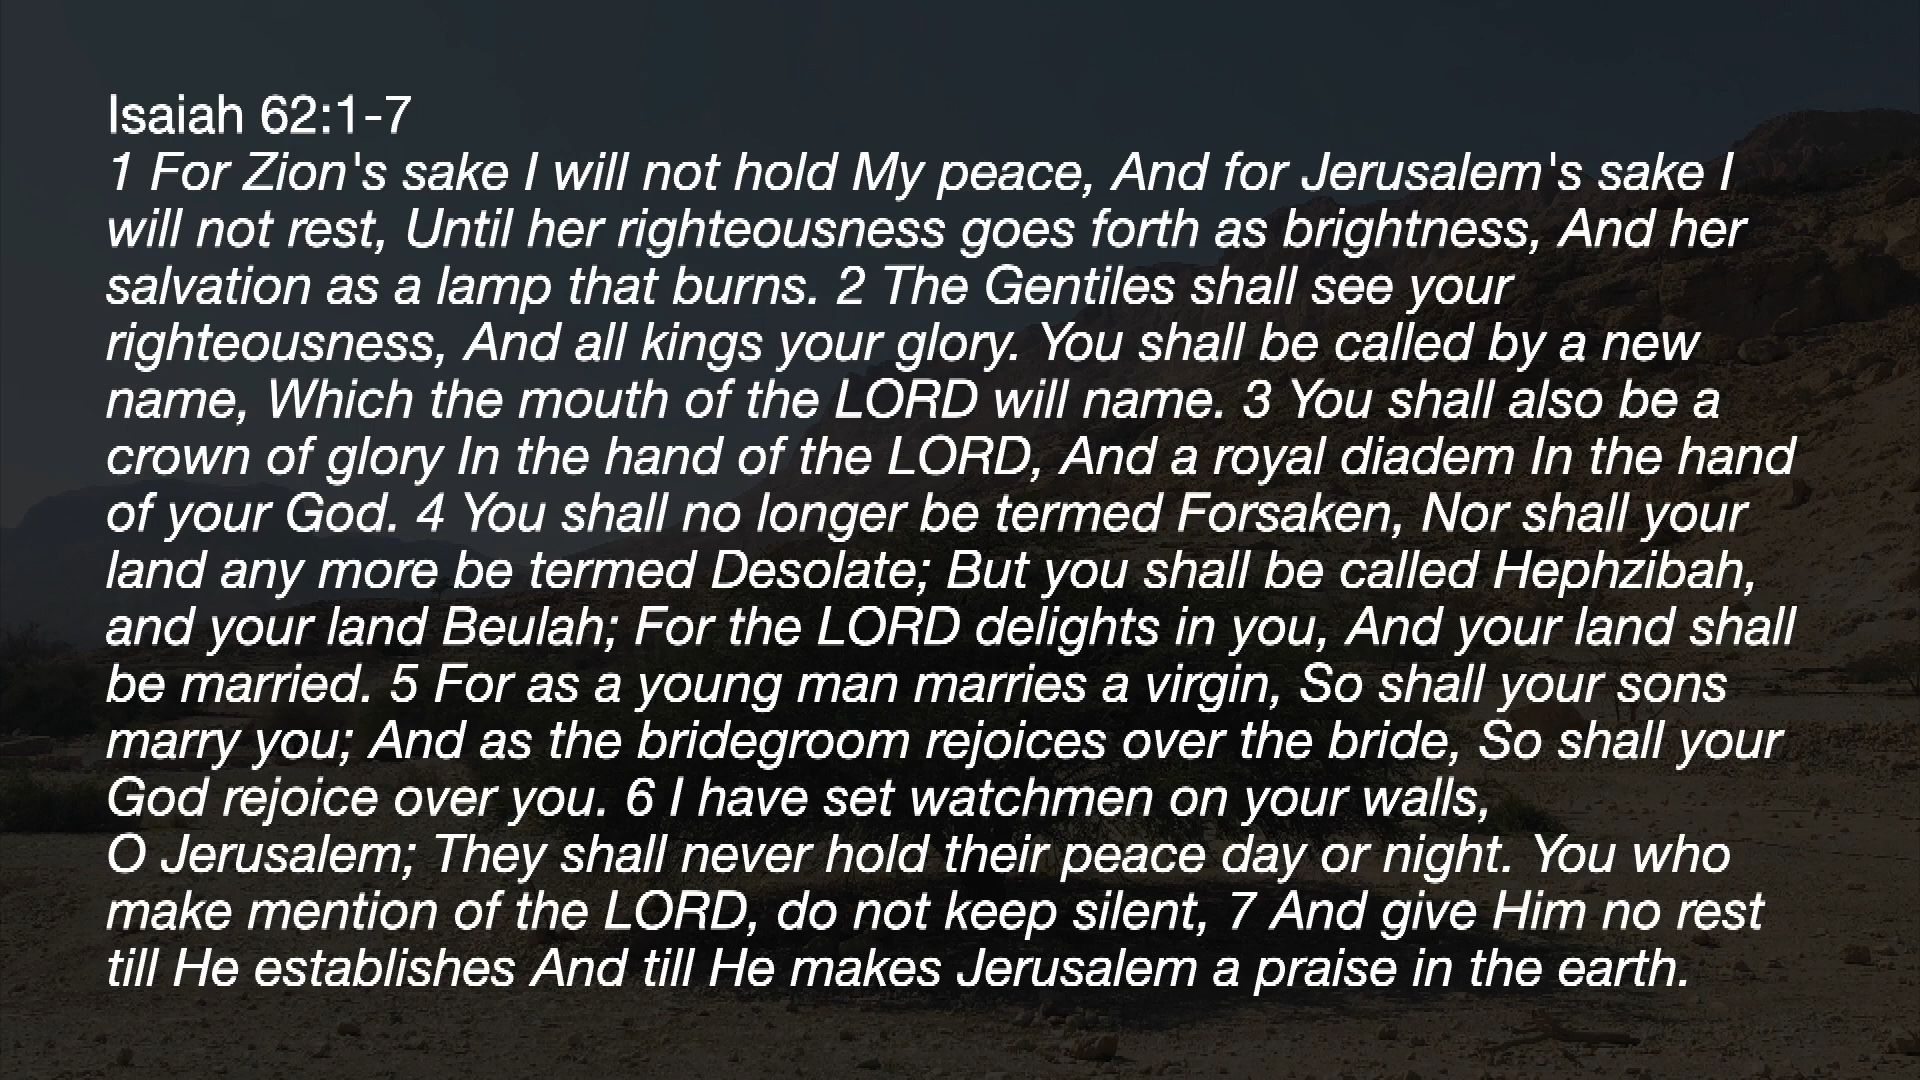 Isaiah 62:1-7
1 For Zion's sake I will not hold My peace, And for Jerusalem's sake I
will not rest, Until her righteousness goes forth as brightness, And her
salvation as a lamp that burns. 2 The Gentiles shall see your
righteousness, And all kings your glory. You shall be called by a new
name, Which the mouth of the LORD will name. 3 You shall also be a
crown of glory In the hand of the LORD, And a royal diadem In the hand
of your God. 4 You shall no longer be termed Forsaken, Nor shall your
land any more be termed Desolate; But you shall be called Hephzibah,
and your land Beulah; For the LORD delights in you, And your land shall
be married. 5 For as a young man marries a virgin, So shall your sons
marry you; And as the bridegroom rejoices over the bride, So shall your
God rejoice over you. 6 I have set watchmen on your walls,
O Jerusalem; They shall never hold their peace day or night. You who
make mention of the LORD, do not keep silent, 7 And give Him no rest
till He establishes And till He makes Jerusalem a praise in the earth.